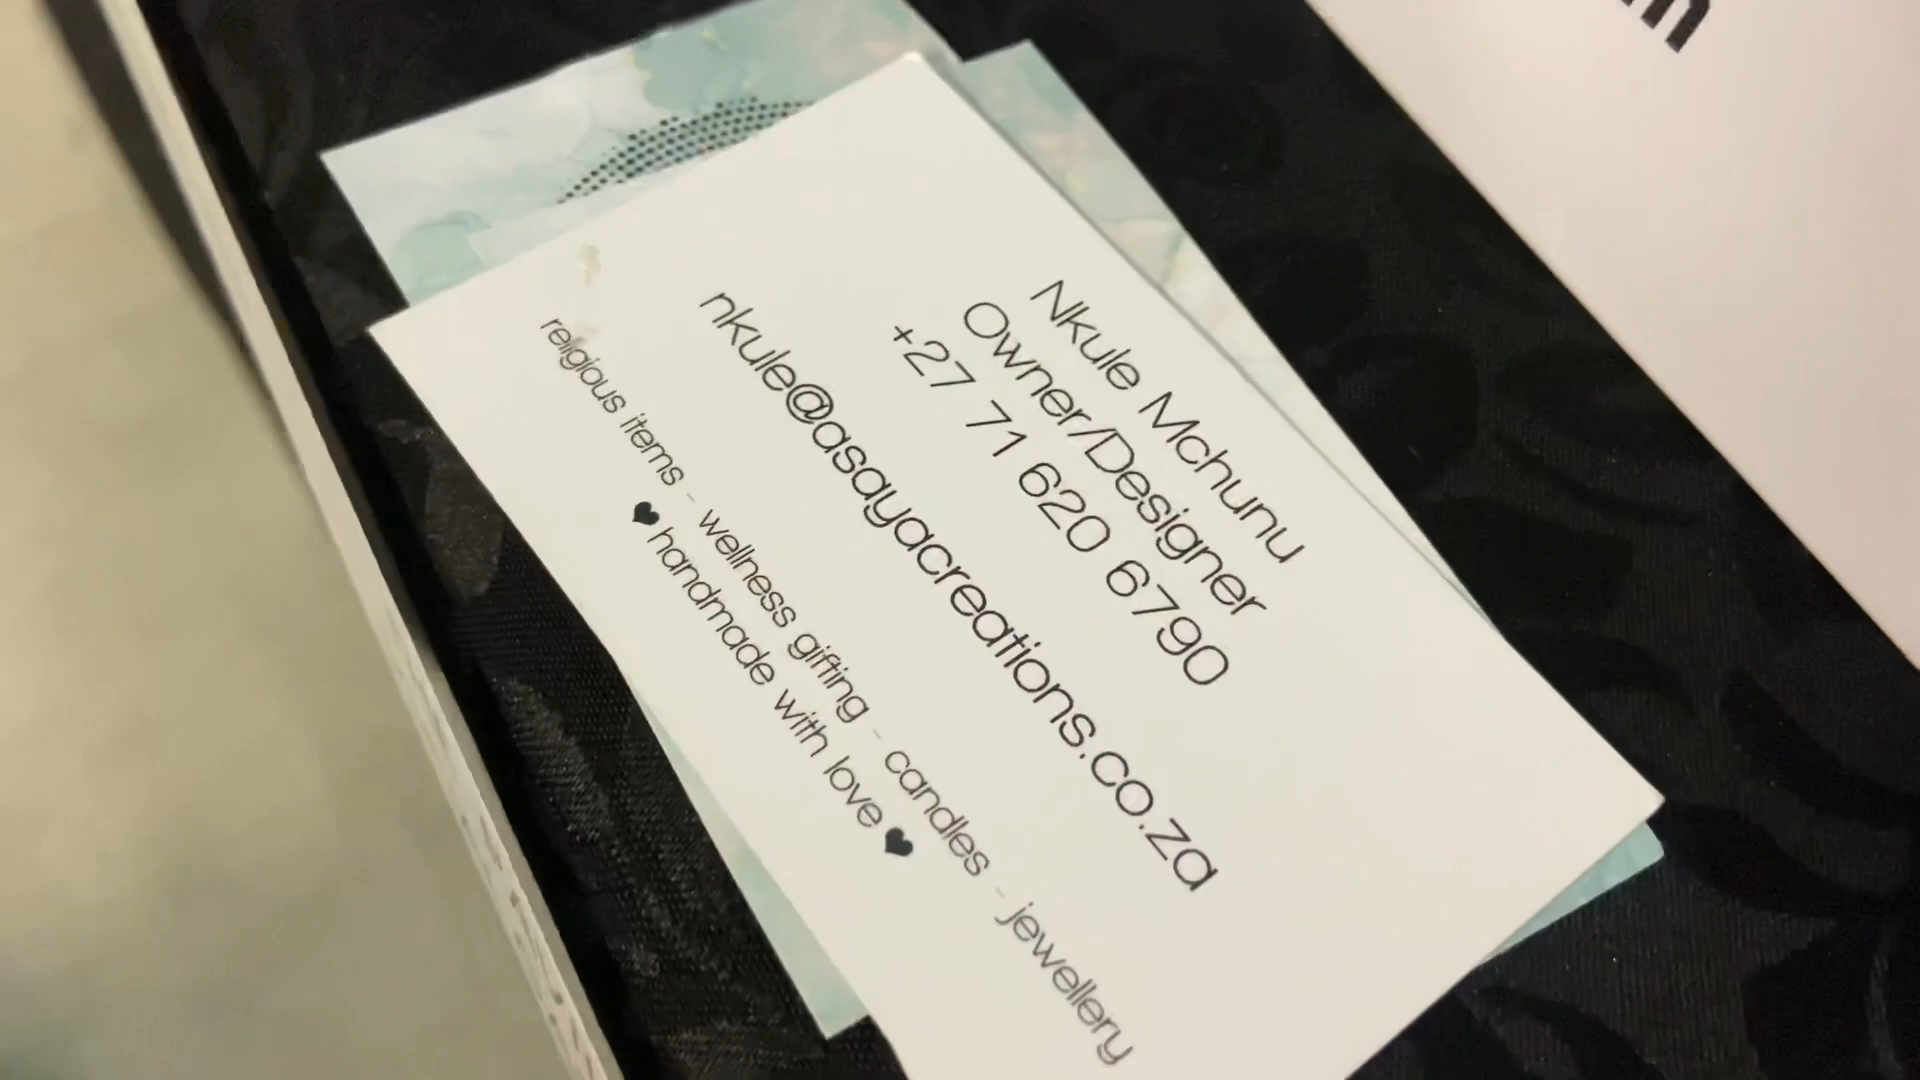 Nkule Mchunu
Owner/Designer
+27 71 620 6790
nkule@asayacreations.co.za
religious items - wellness gifting - candles - jewellery
♥ handmade with love ♥